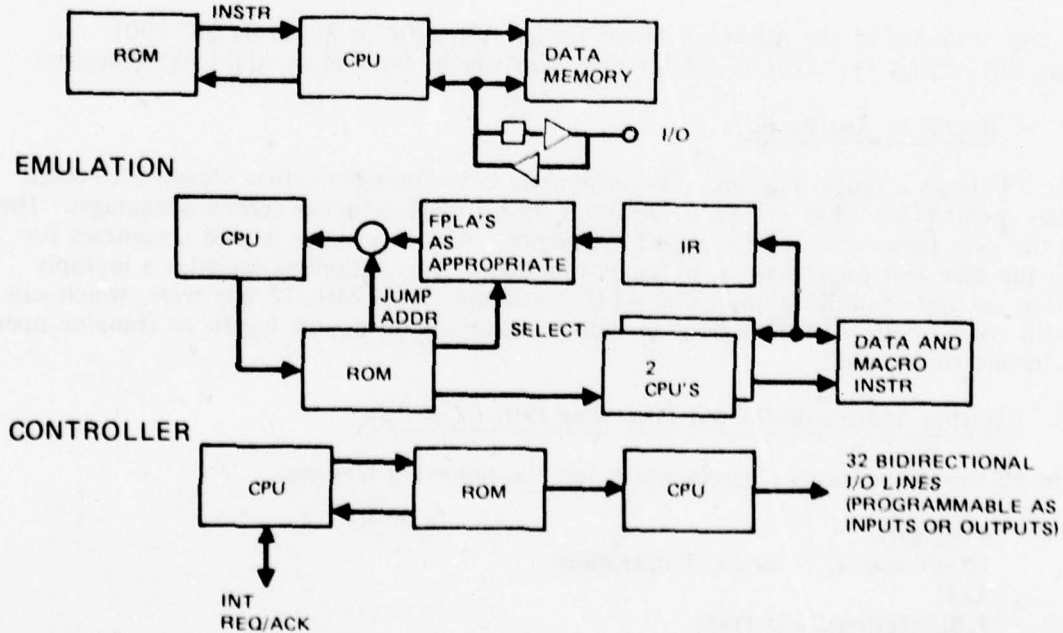 INSTR
ROM
CPU
DATA
MEMORY
I/O
EMULATION
CPU
FPLA'S
AS
APPROPRIATE
IR
JUMP
ADDR
SELECT
ROM
2
CPU'S
DATA AND
MACRO
INSTR
CONTROLLER
CPU
ROM
CPU
32 BIDIRECTIONAL
I/O LINES
(PROGRAMMABLE AS
INPUTS OR OUTPUTS)
INT
REQ/ACK